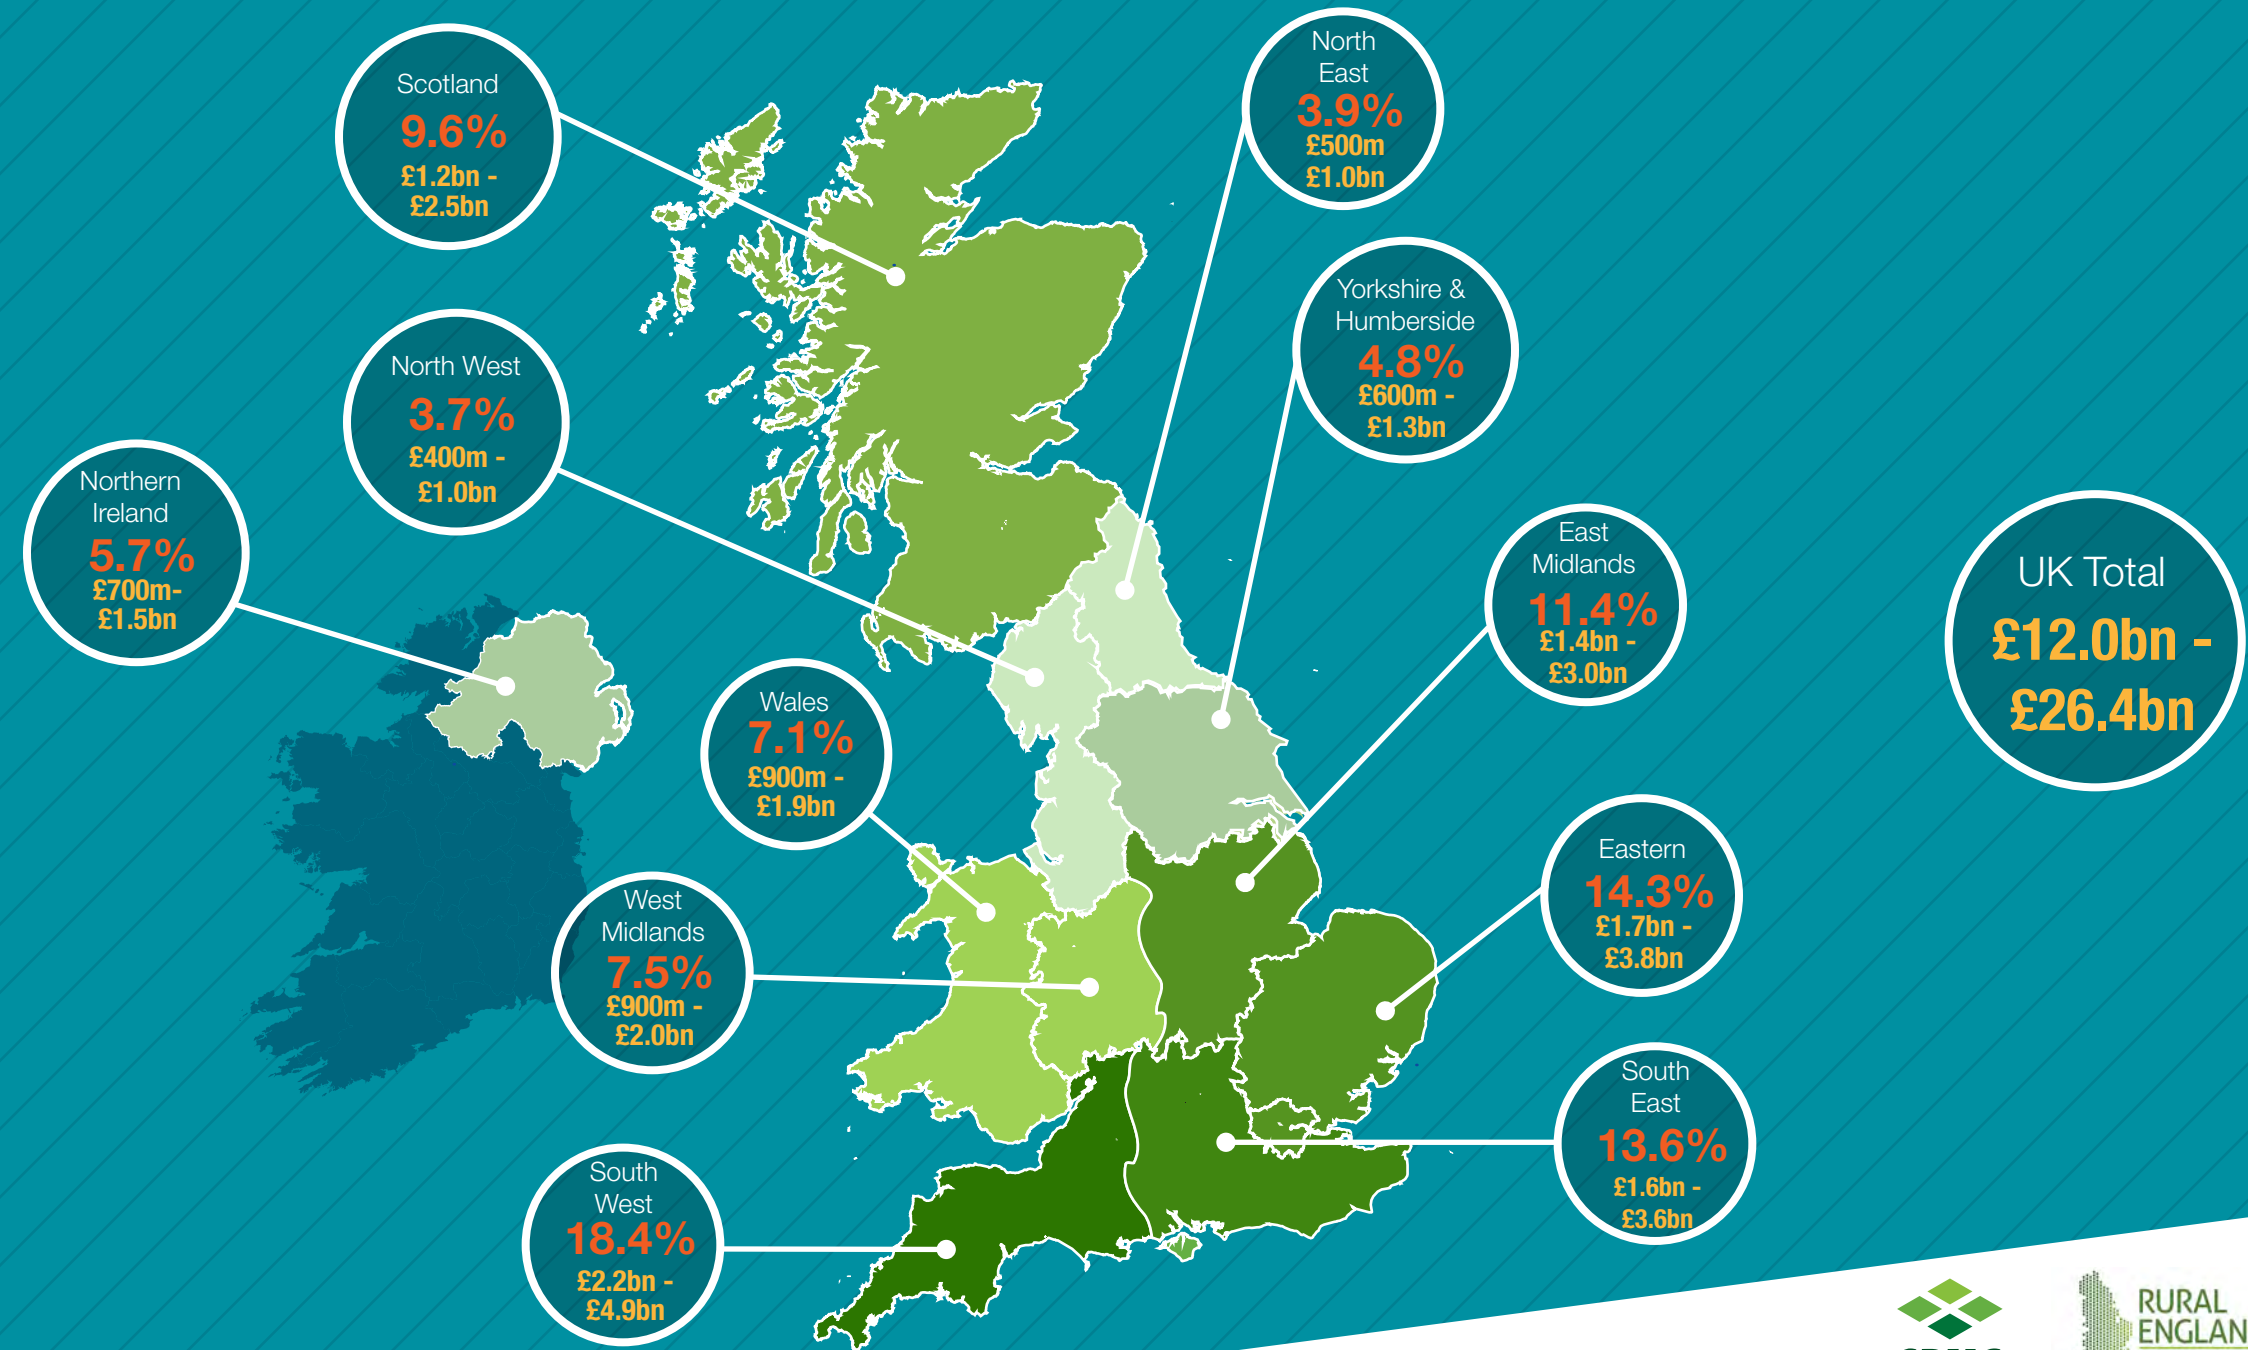 Scotland
9.6%
£1.2bn -
£2.5bn
North
East
3.9%
£500m
£1.0bn
Yorkshire &
Humberside
4.8%
£600m -
£1.3bn
North West
3.7%
£400m -
£1.0bn
Northern
Ireland
5.7%
£700m-
£1.5bn
East
Midlands
11.4%
£1.4bn -
£3.0bn
UK Total
£12.0bn -
£26.4bn
Wales
7.1%
£900m -
£1.9bn
Eastern
14.3%
£1.7bn -
£3.8bn
West
Midlands
7.5%
£900m -
£2.0bn
South
East
13.6%
£1.6bn -
£3.6bn
South
West
18.4%
£2.2bn -
£4.9bn
RURAL
ENGLAN